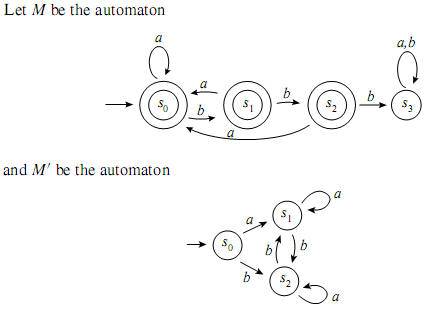 Let M be the automaton
a
a,b
a
b
b
b
s0
s1
s2
s3
a
and M′ be the automaton
a
s1
a
s0
b
b
b
s2
a